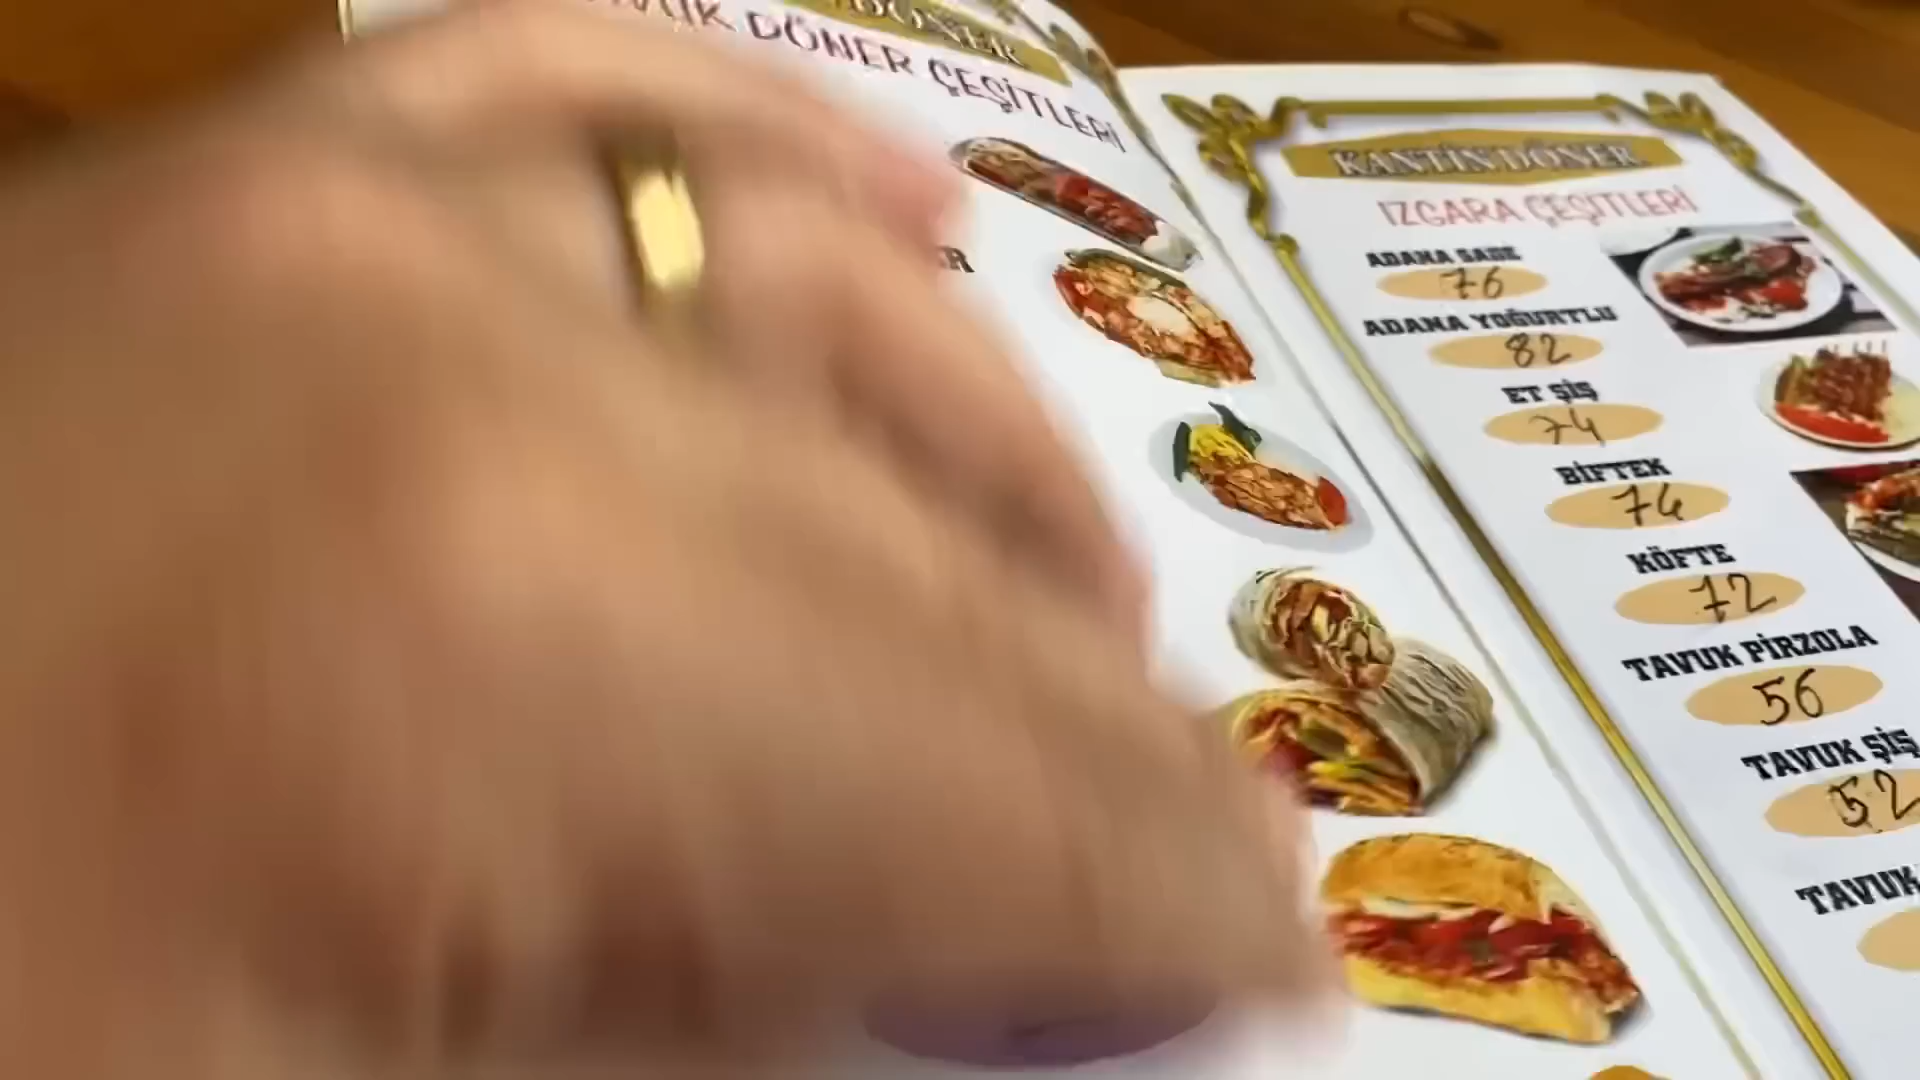 DÖNER ÇEŞİTLERİ
KANTİN DÖNER
IZGARA ÇEŞİTLERİ
ADANA SADE
76
ADANA YOĞURTLU
82
ET ŞİŞ
74
BİFTEK
74
KÖFTE
72
TAVUK PİRZOLA
56
TAVUK ŞİŞ
52
TAVUK